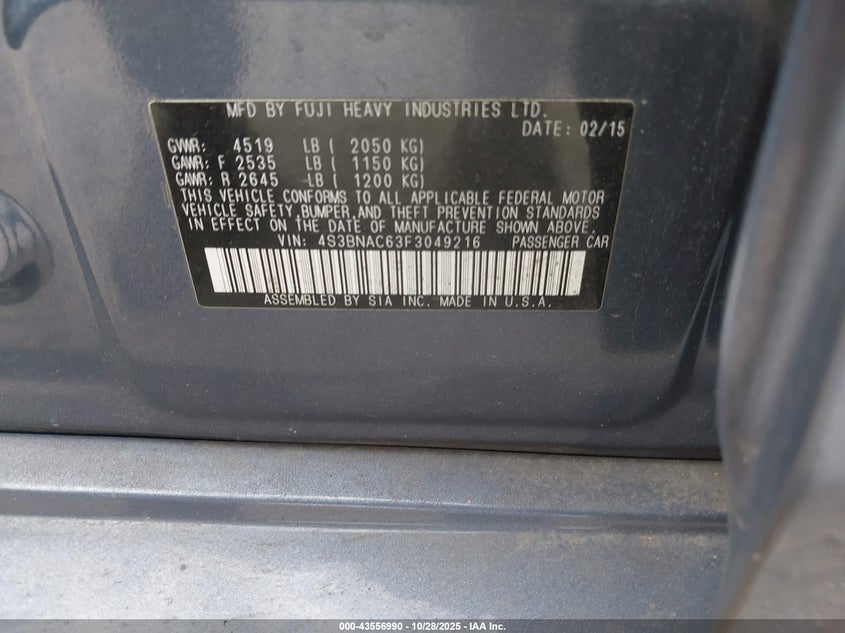 MFD BY FUJI HEAVY INDUSTRIES LTD.
DATE: 02/15
GVWR: 4519 LB ( 2050 KG)
GAWR: F 2535 LB ( 1150 KG)
GAWR: R 2645 LB ( 1200 KG)
THIS VEHICLE CONFORMS TO ALL APPLICABLE FEDERAL MOTOR
VEHICLE SAFETY, BUMPER, AND THEFT PREVENTION STANDARDS
IN EFFECT ON THE DATE OF MANUFACTURE SHOWN ABOVE.
VIN: 4S3BNAC63F3049216 PASSENGER CAR
ASSEMBLED BY SIA INC. MADE IN U.S.A.
000-43556990 - 10/28/2025 - IAA Inc.